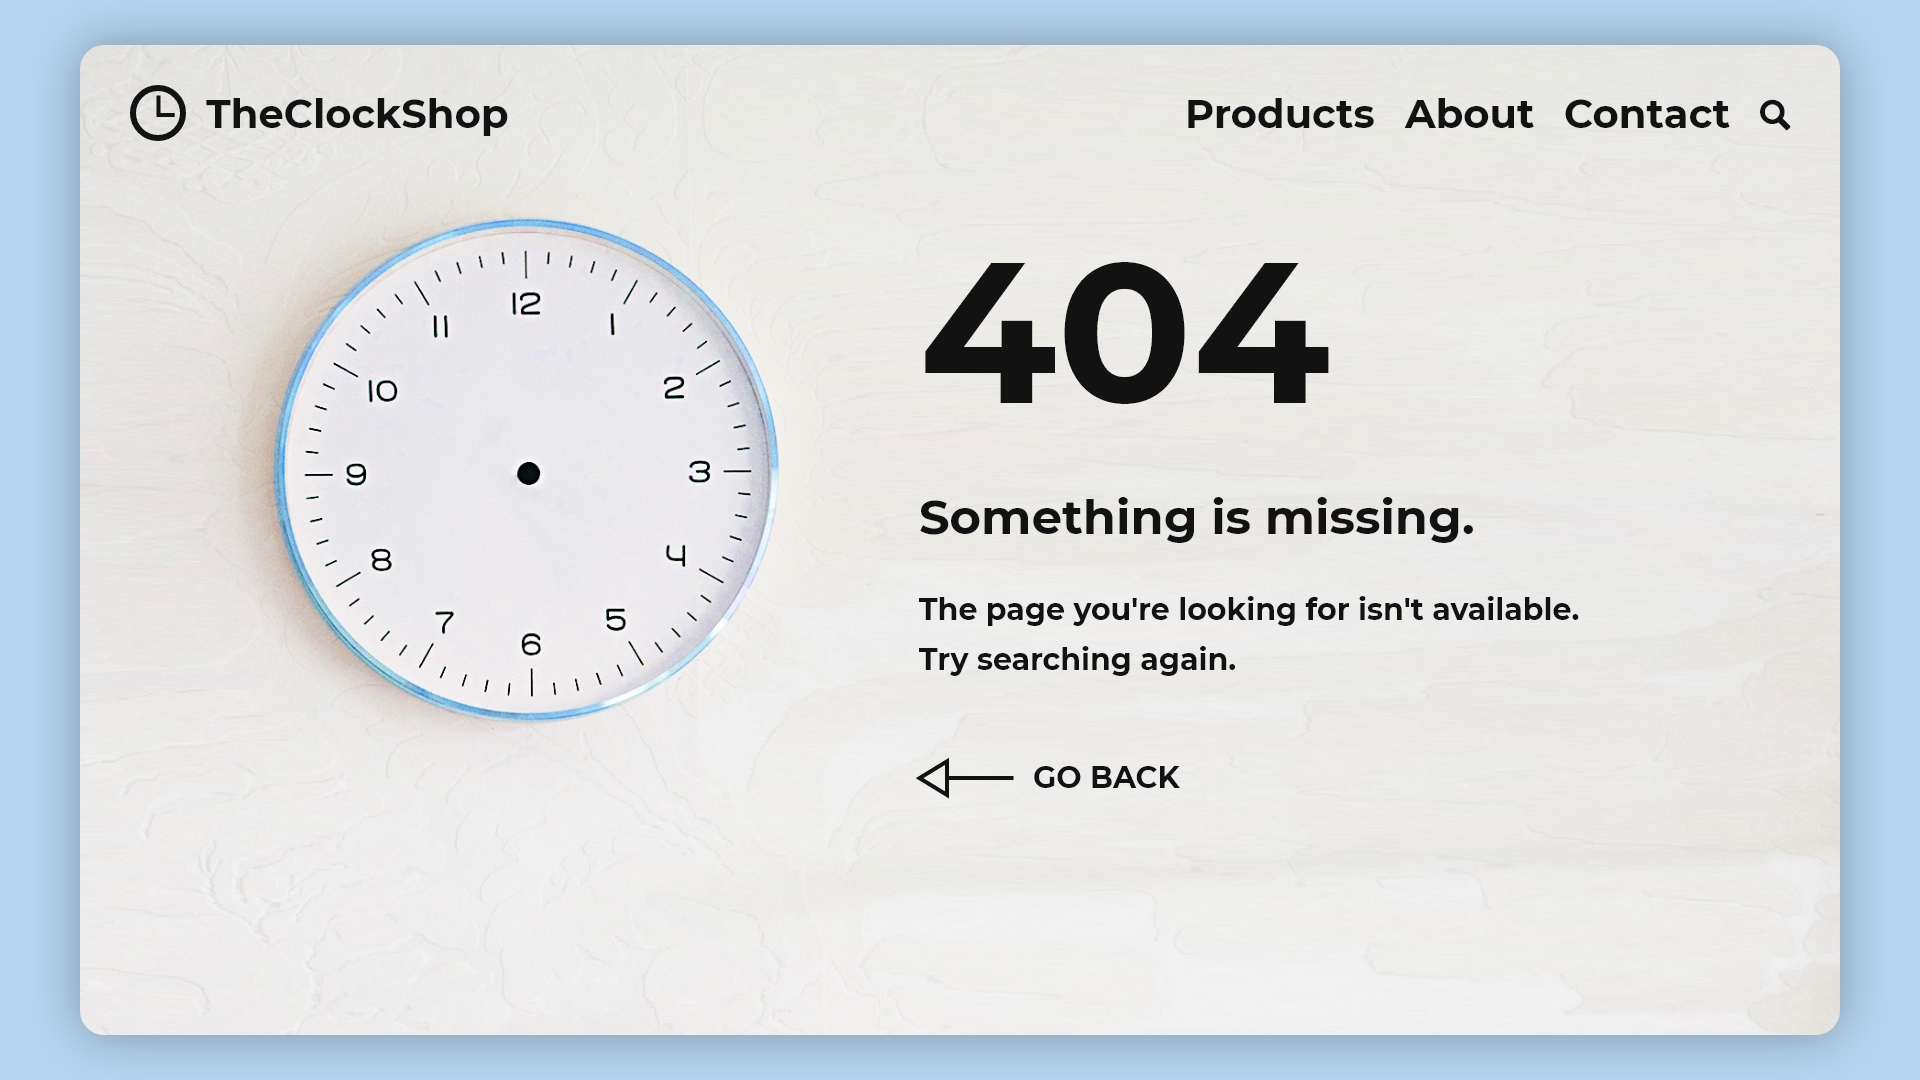 TheClockShop
Products About Contact
12
11 1
10 2
9 3
8 4
7 5
6
404
Something is missing.
The page you're looking for isn't available.
Try searching again.
GO BACK